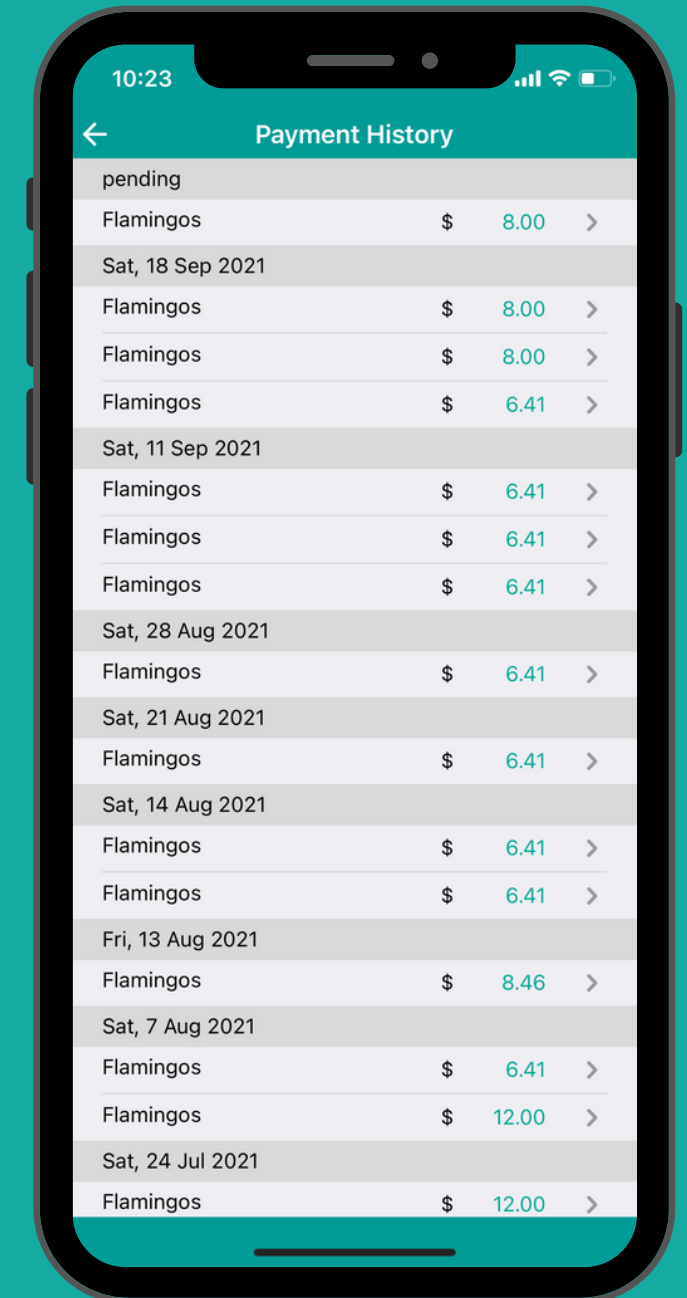 10:23
Payment History
pending
Flamingos $ 8.00
Sat, 18 Sep 2021
Flamingos $ 8.00
Flamingos $ 8.00
Flamingos $ 6.41
Sat, 11 Sep 2021
Flamingos $ 6.41
Flamingos $ 6.41
Flamingos $ 6.41
Sat, 28 Aug 2021
Flamingos $ 6.41
Sat, 21 Aug 2021
Flamingos $ 6.41
Sat, 14 Aug 2021
Flamingos $ 6.41
Flamingos $ 6.41
Fri, 13 Aug 2021
Flamingos $ 8.46
Sat, 7 Aug 2021
Flamingos $ 6.41
Flamingos $ 12.00
Sat, 24 Jul 2021
Flamingos $ 12.00